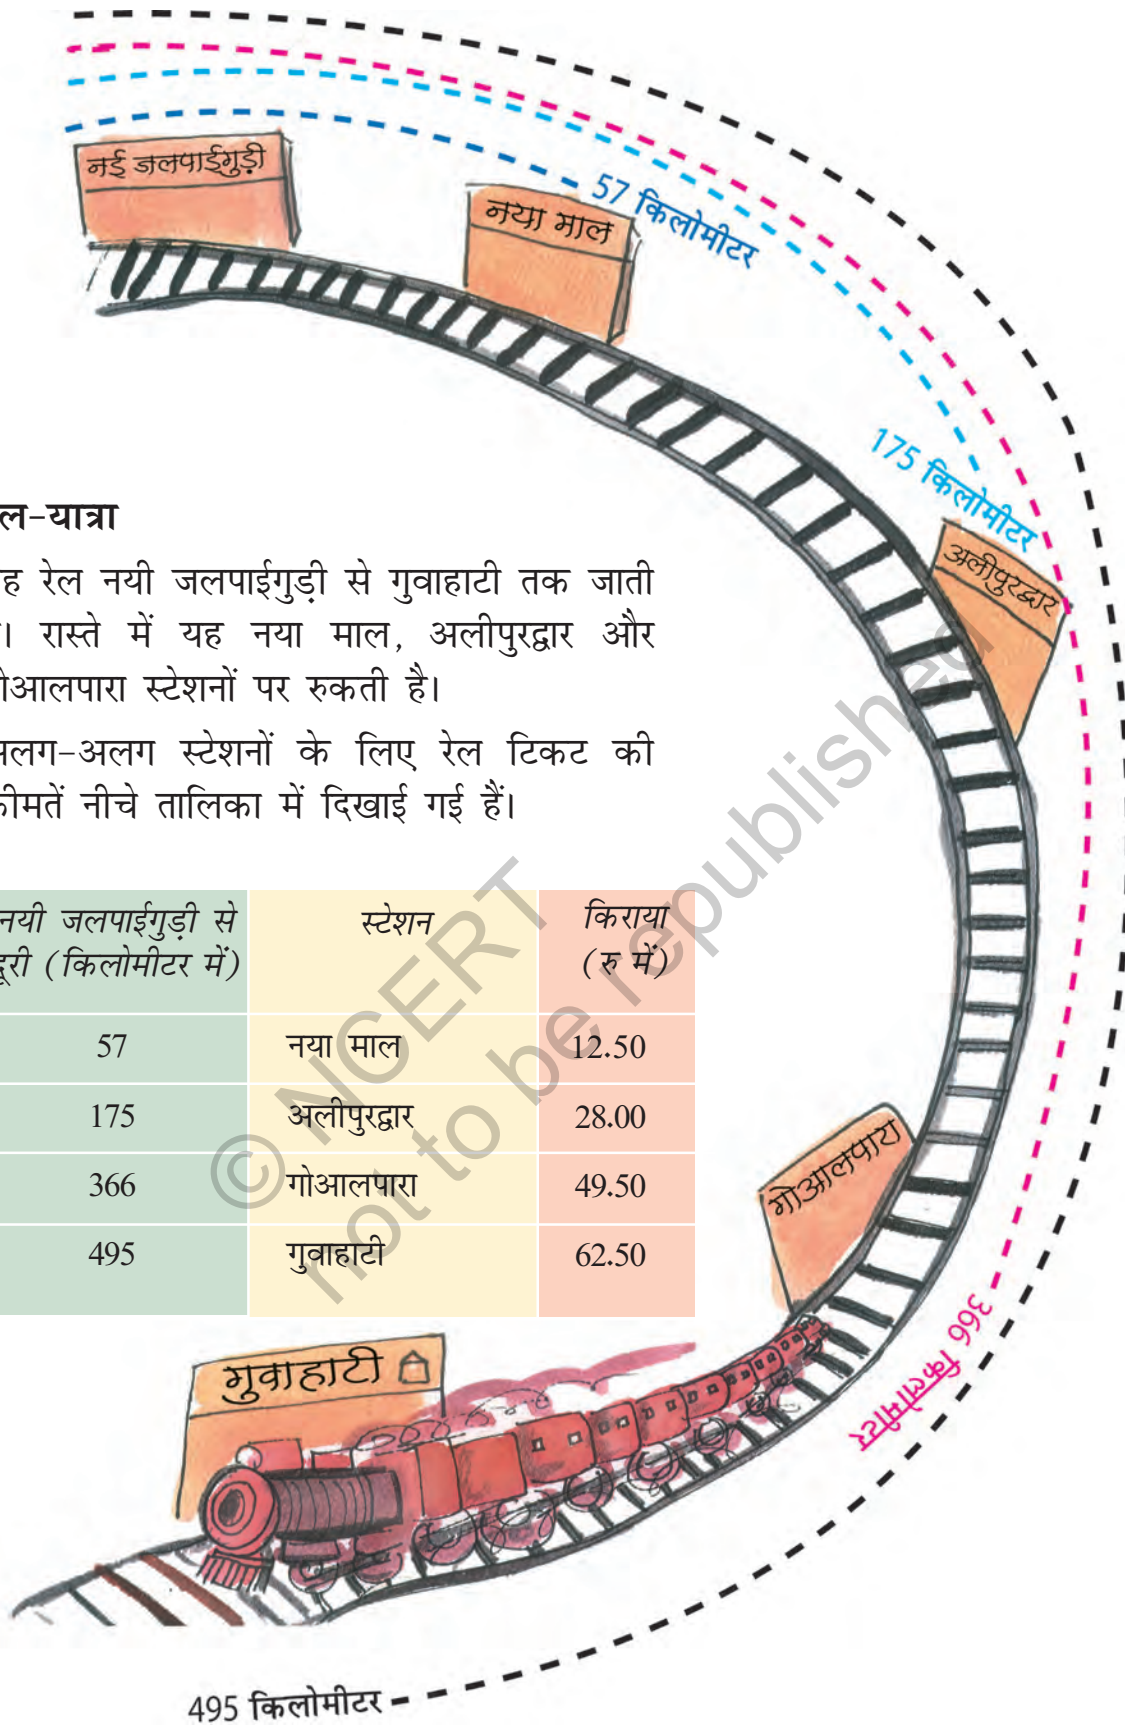 नई जलपाईगुड़ी
नया माल
57 किलोमीटर
175 किलोमीटर
अलीपुरद्वार
ल-यात्रा
ह रेल नयी जलपाईगुड़ी से गुवाहाटी तक जाती
। रास्ते में यह नया माल, अलीपुरद्वार और
ोआलपारा स्टेशनों पर रुकती है।
लग-अलग स्टेशनों के लिए रेल टिकट की
ीमतें नीचे तालिका में दिखाई गई हैं।
नयी जलपाईगुड़ी से स्टेशन किराया
दूरी (किलोमीटर में) (रु में)
57 नया माल 12.50
175 अलीपुरद्वार 28.00
366 गोआलपारा 49.50
495 गुवाहाटी 62.50
© NCERT
not to be republished
गोआलपारा
366 किलोमीटर
गुवाहाटी
495 किलोमीटर